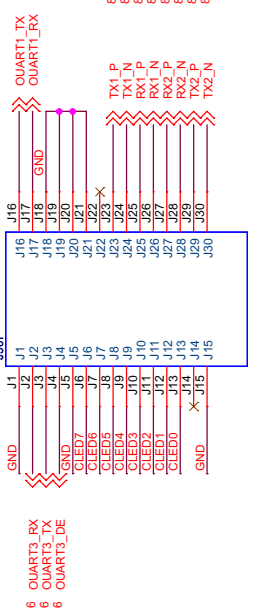 GND J1 J1 J16 J16 OUART1_TX
6 OUART3_RX J2 J2 J17 J17 OUART1_RX
6 OUART3_TX J3 J3 J18 J18 GND
6 OUART3_DE J4 J4 J19 J19
GND J5 J5 J20 J20
CLED7 J6 J6 J21 J21
CLED6 J7 J7 J22 J22
CLED5 J8 J8 J23 J23 TX1_P
CLED4 J9 J9 J24 J24 TX1_N
CLED3 J10 J10 J25 J25 RX1_P
CLED2 J11 J11 J26 J26 RX1_N
CLED1 J12 J12 J27 J27 RX2_P
CLED0 J13 J13 J28 J28 RX2_N
J14 J14 J29 J29 TX2_P
GND J15 J15 J30 J30 TX2_N